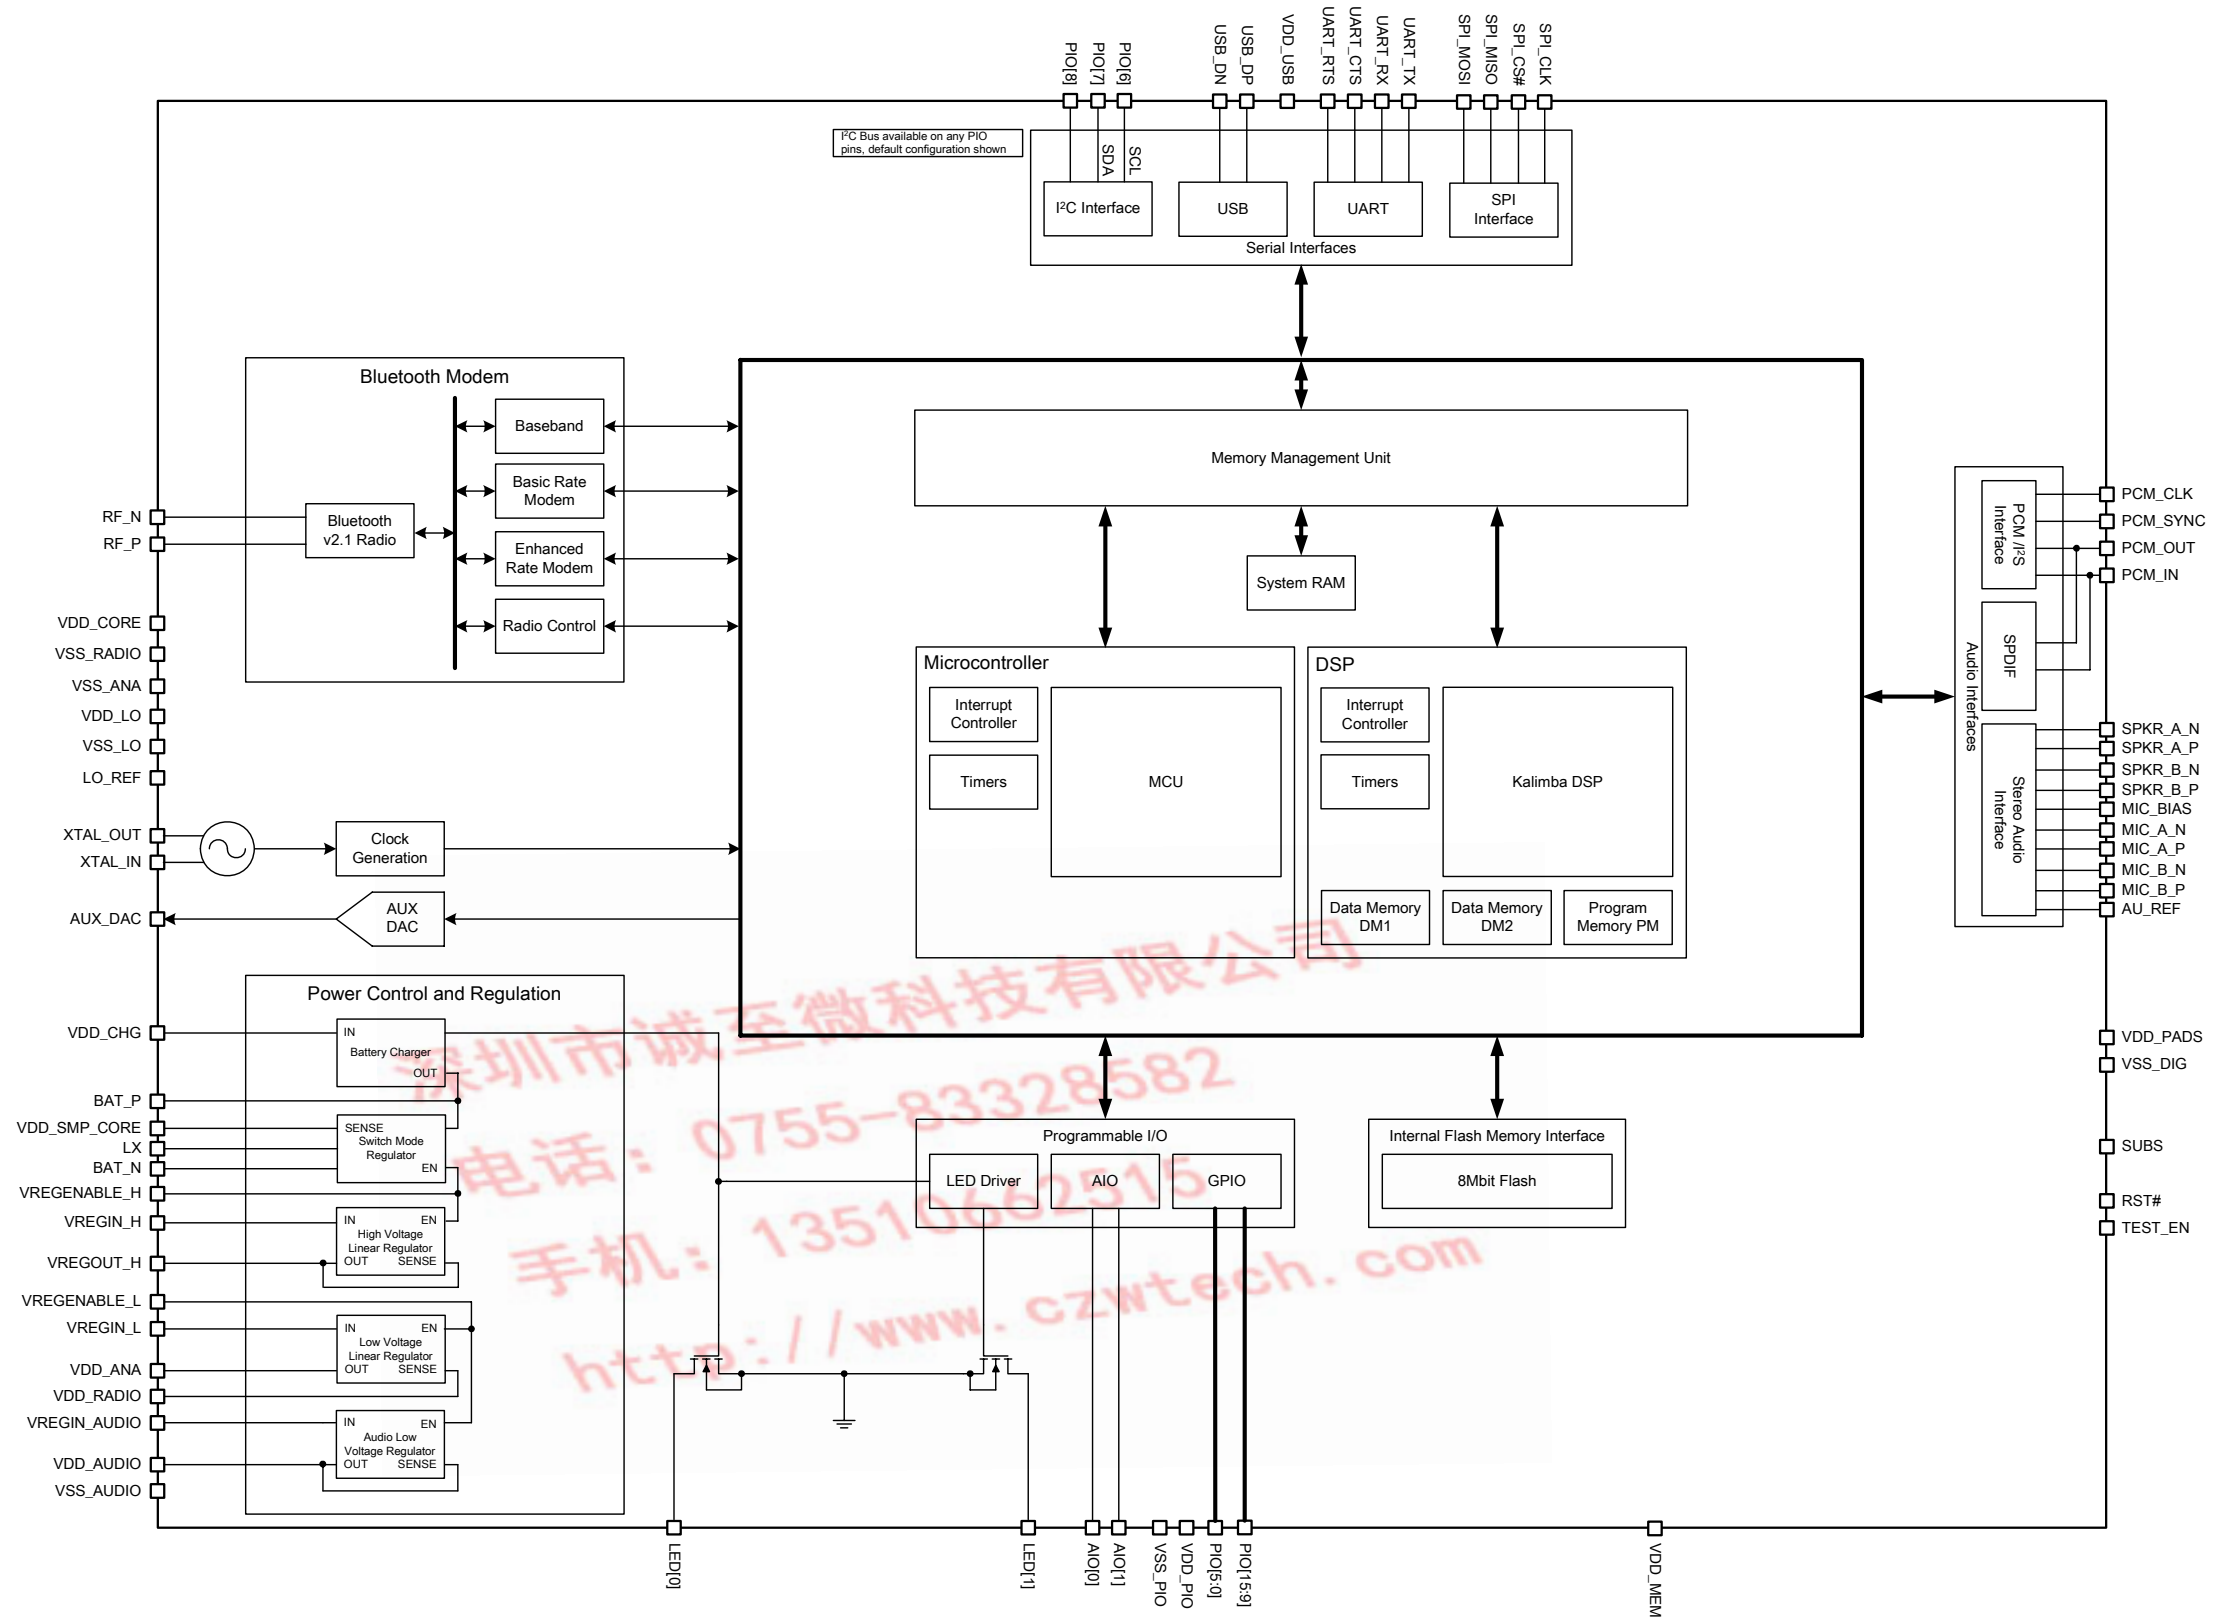 PIO[8]
PIO[7]
PIO[6]
USB_DN
USB_DP
VDD_USB
UART_RTS
UART_CTS
UART_RX
UART_TX
SPI_MOSI
SPI_MISO
SPI_CS#
SPI_CLK
I²C Bus available on any PIO
pins, default configuration shown
SDA
SCL
I²C Interface
USB
UART
SPI
Interface
Serial Interfaces
Bluetooth Modem
Baseband
Basic Rate
Modem
Enhanced
Rate Modem
Radio Control
Bluetooth
v2.1 Radio
RF_N
RF_P
VDD_CORE
VSS_RADIO
VSS_ANA
VDD_LO
VSS_LO
LO_REF
XTAL_OUT
XTAL_IN
Clock
Generation
AUX_DAC
AUX
DAC
Memory Management Unit
System RAM
Microcontroller
Interrupt
Controller
Timers
MCU
DSP
Interrupt
Controller
Timers
Kalimba DSP
Data Memory
DM1
Data Memory
DM2
Program
Memory PM
PCM /I²S
Interface
SPDIF
Stereo Audio
Interface
Audio Interfaces
PCM_CLK
PCM_SYNC
PCM_OUT
PCM_IN
SPKR_A_N
SPKR_A_P
SPKR_B_N
SPKR_B_P
MIC_BIAS
MIC_A_N
MIC_A_P
MIC_B_N
MIC_B_P
AU_REF
VDD_PADS
VSS_DIG
SUBS
RST#
TEST_EN
Power Control and Regulation
VDD_CHG
BAT_P
VDD_SMP_CORE
LX
BAT_N
VREGENABLE_H
VREGIN_H
VREGOUT_H
VREGENABLE_L
VREGIN_L
VDD_ANA
VDD_RADIO
VREGIN_AUDIO
VDD_AUDIO
VSS_AUDIO
IN
Battery Charger
OUT
SENSE
Switch Mode
Regulator
EN
IN EN
High Voltage
Linear Regulator
OUT SENSE
IN EN
Low Voltage
Linear Regulator
OUT SENSE
IN EN
Audio Low
Voltage Regulator
OUT SENSE
Programmable I/O
LED Driver
AIO
GPIO
Internal Flash Memory Interface
8Mbit Flash
LED[0]
LED[1]
AIO[0]
AIO[1]
VSS_PIO
VDD_PIO
PIO[5:0]
PIO[15:9]
VDD_MEM
深圳市诚至微科技有限公司
电话：0755-83328582
手机：13510662515
http://www.czwtech.com